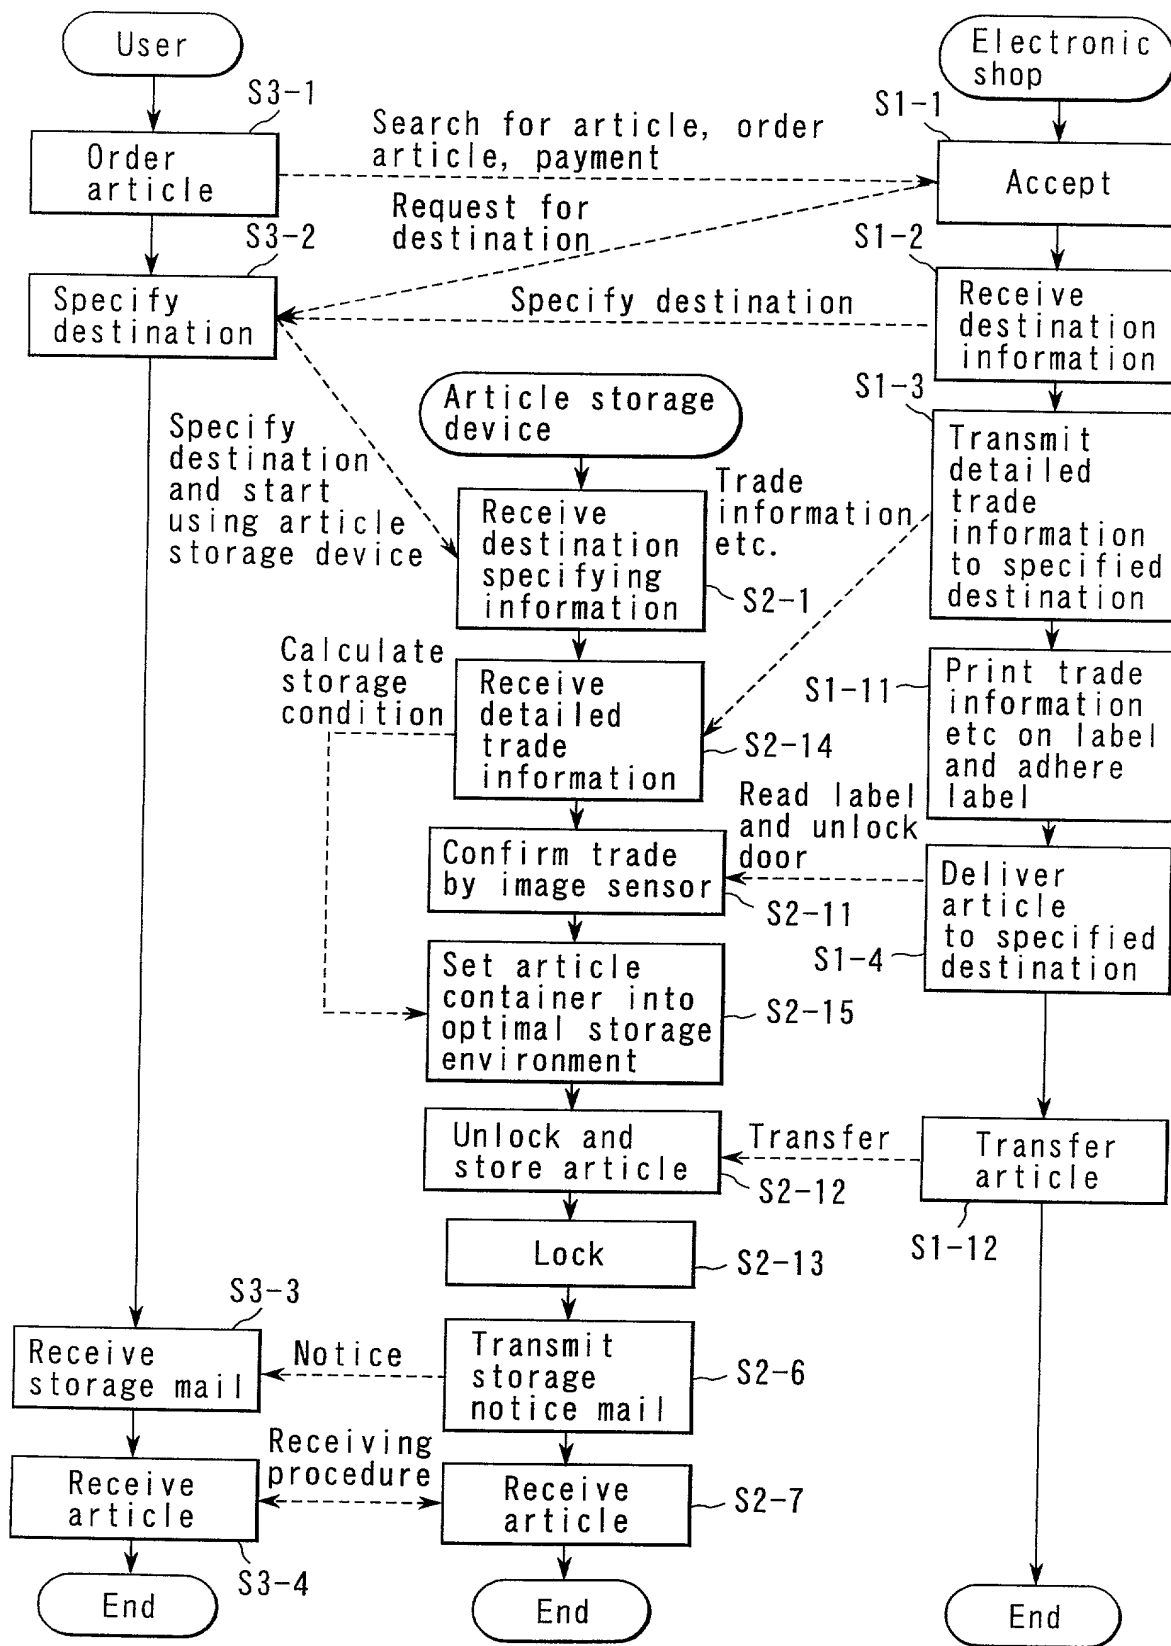 User
Electronic
shop
S3-1
S1-1
Search for article, order
article, payment
Order
article
Accept
Request for
destination
S3-2
S1-2
Specify
destination
Specify destination
Receive
destination
information
S1-3
Article storage
device
Specify
destination
and start
using article
storage device
Transmit
detailed
trade
information
to specified
destination
Trade
information
etc.
Receive
destination
specifying
information
S2-1
Calculate
storage
condition
Receive
detailed
trade
information
S2-14
S1-11
Print trade
information
etc on label
and adhere
label
Read label
and unlock
door
Confirm trade
by image sensor
S2-11
Deliver
article
to specified
destination
S1-4
Set article
container into
optimal storage
environment
S2-15
Unlock and
store article
Transfer
S2-12
Transfer
article
S1-12
Lock
S2-13
S3-3
Receive
storage mail
Notice
Transmit
storage
notice mail
S2-6
Receiving
procedure
Receive
article
Receive
article
S2-7
S3-4
End
End
End